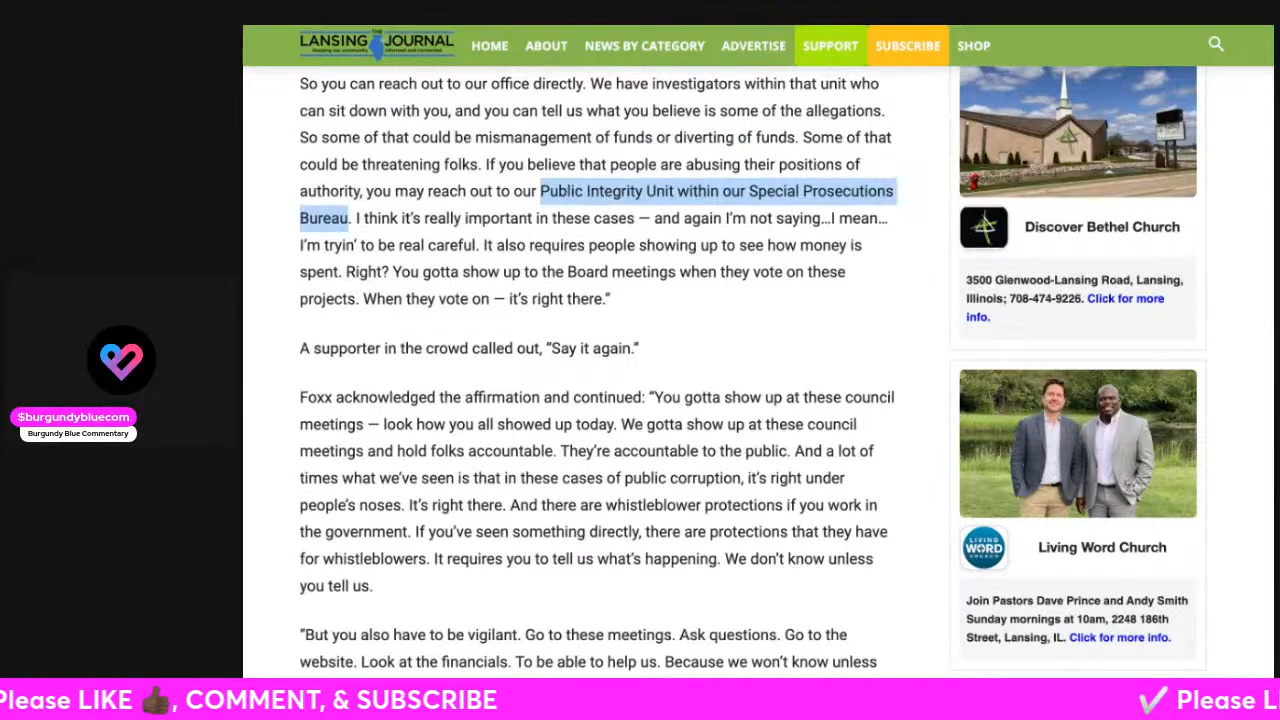 THE
LANSING JOURNAL
Keeping our community informed and connected
HOME ABOUT NEWS BY CATEGORY ADVERTISE SUPPORT SUBSCRIBE SHOP
So you can reach out to our office directly. We have investigators within that unit who
can sit down with you, and you can tell us what you believe is some of the allegations.
So some of that could be mismanagement of funds or diverting of funds. Some of that
could be threatening folks. If you believe that people are abusing their positions of
authority, you may reach out to our Public Integrity Unit within our Special Prosecutions
Bureau. I think it’s really important in these cases — and again I’m not saying…I mean…
I’m tryin’ to be real careful. It also requires people showing up to see how money is
spent. Right? You gotta show up to the Board meetings when they vote on these
projects. When they vote on — it’s right there.”
A supporter in the crowd called out, “Say it again.”
Foxx acknowledged the affirmation and continued: “You gotta show up at these council
meetings — look how you all showed up today. We gotta show up at these council
meetings and hold folks accountable. They’re accountable to the public. And a lot of
times what we’ve seen is that in these cases of public corruption, it’s right under
people’s noses. It’s right there. And there are whistleblower protections if you work in
the government. If you’ve seen something directly, there are protections that they have
for whistleblowers. It requires you to tell us what’s happening. We don’t know unless
you tell us.
“But you also have to be vigilant. Go to these meetings. Ask questions. Go to the
website. Look at the financials. To be able to help us. Because we won’t know unless
Discover Bethel Church
3500 Glenwood-Lansing Road, Lansing,
Illinois; 708-474-9226. Click for more
info.
LIVING
WORD
CHURCH
Living Word Church
Join Pastors Dave Prince and Andy Smith
Sunday mornings at 10am, 2248 186th
Street, Lansing, IL. Click for more info.
$burgundybluecom
Burgundy Blue Commentary
Please LIKE 👍🏿, COMMENT, & SUBSCRIBE
✔ Please LI